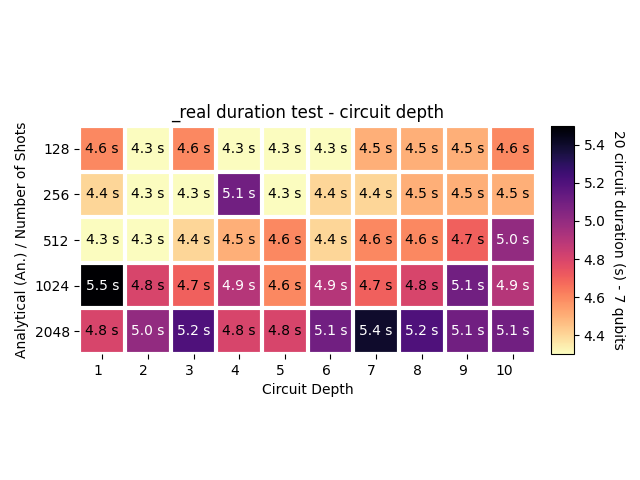 _real duration test - circuit depth
Analytical (An.) / Number of Shots
128 4.6 s 4.3 s 4.6 s 4.3 s 4.3 s 4.3 s 4.5 s 4.5 s 4.5 s 4.6 s
256 4.4 s 4.3 s 4.3 s 5.1 s 4.3 s 4.4 s 4.4 s 4.5 s 4.5 s 4.5 s
512 4.3 s 4.3 s 4.4 s 4.5 s 4.6 s 4.4 s 4.6 s 4.6 s 4.7 s 5.0 s
1024 5.5 s 4.8 s 4.7 s 4.9 s 4.6 s 4.9 s 4.7 s 4.8 s 5.1 s 4.9 s
2048 4.8 s 5.0 s 5.2 s 4.8 s 4.8 s 5.1 s 5.4 s 5.2 s 5.1 s 5.1 s
1 2 3 4 5 6 7 8 9 10
Circuit Depth
5.4
5.2
5.0
4.8
4.6
4.4
20 circuit duration (s) - 7 qubits